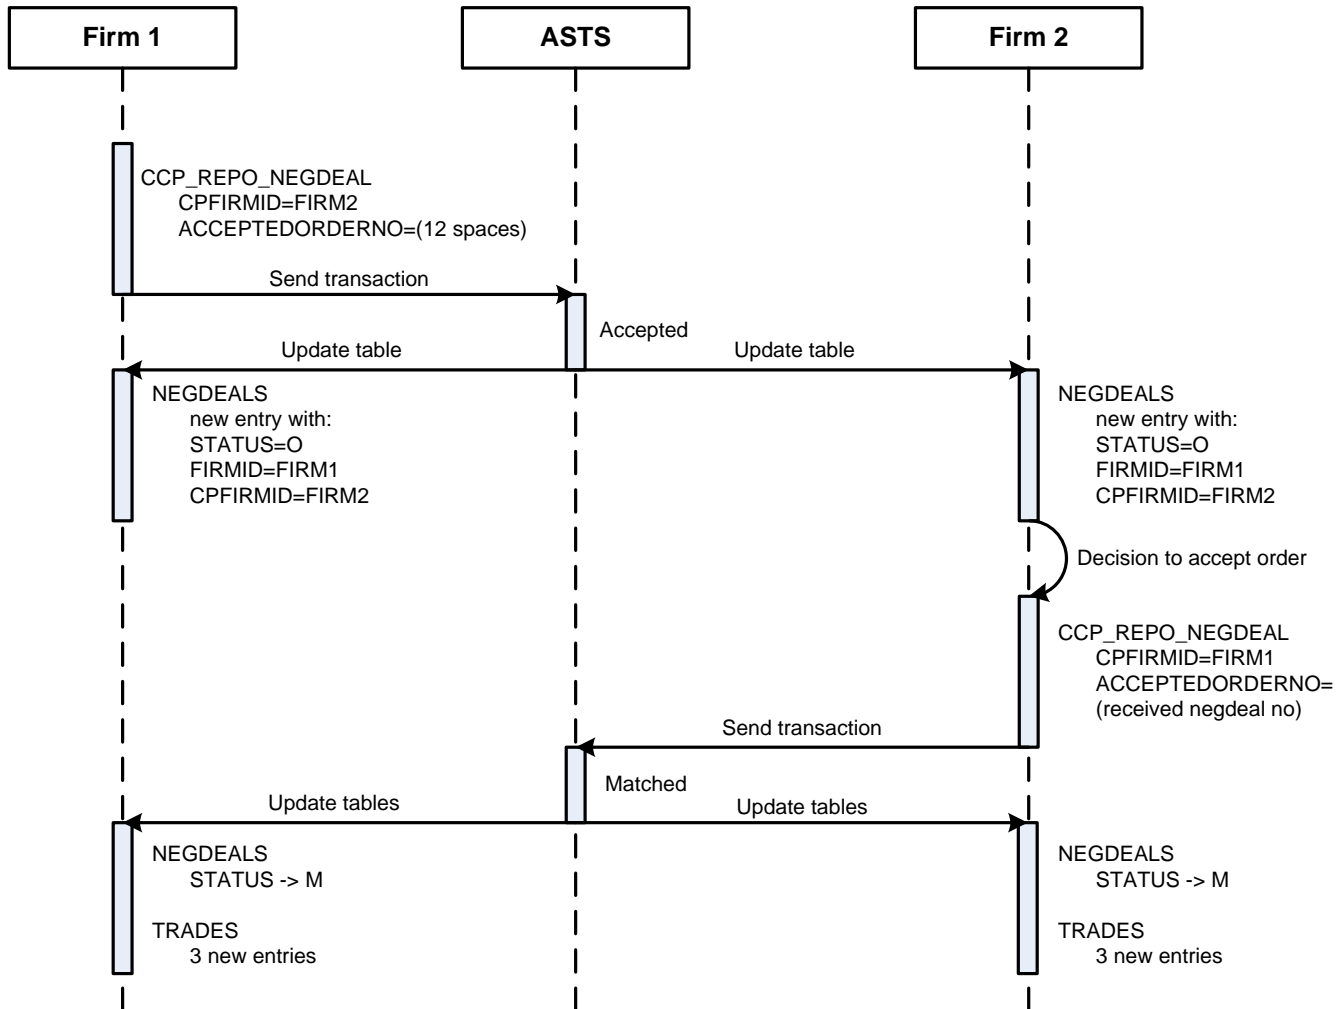 Firm 1
ASTS
Firm 2
CCP_REPO_NEGDEAL
CPFIRMID=FIRM2
ACCEPTEDORDERNO=(12 spaces)
Send transaction
Accepted
Update table
Update table
NEGDEALS
new entry with:
STATUS=O
FIRMID=FIRM1
CPFIRMID=FIRM2
NEGDEALS
new entry with:
STATUS=O
FIRMID=FIRM1
CPFIRMID=FIRM2
Decision to accept order
CCP_REPO_NEGDEAL
CPFIRMID=FIRM1
ACCEPTEDORDERNO=
(received negdeal no)
Send transaction
Matched
Update tables
Update tables
NEGDEALS
STATUS -> M
TRADES
3 new entries
NEGDEALS
STATUS -> M
TRADES
3 new entries